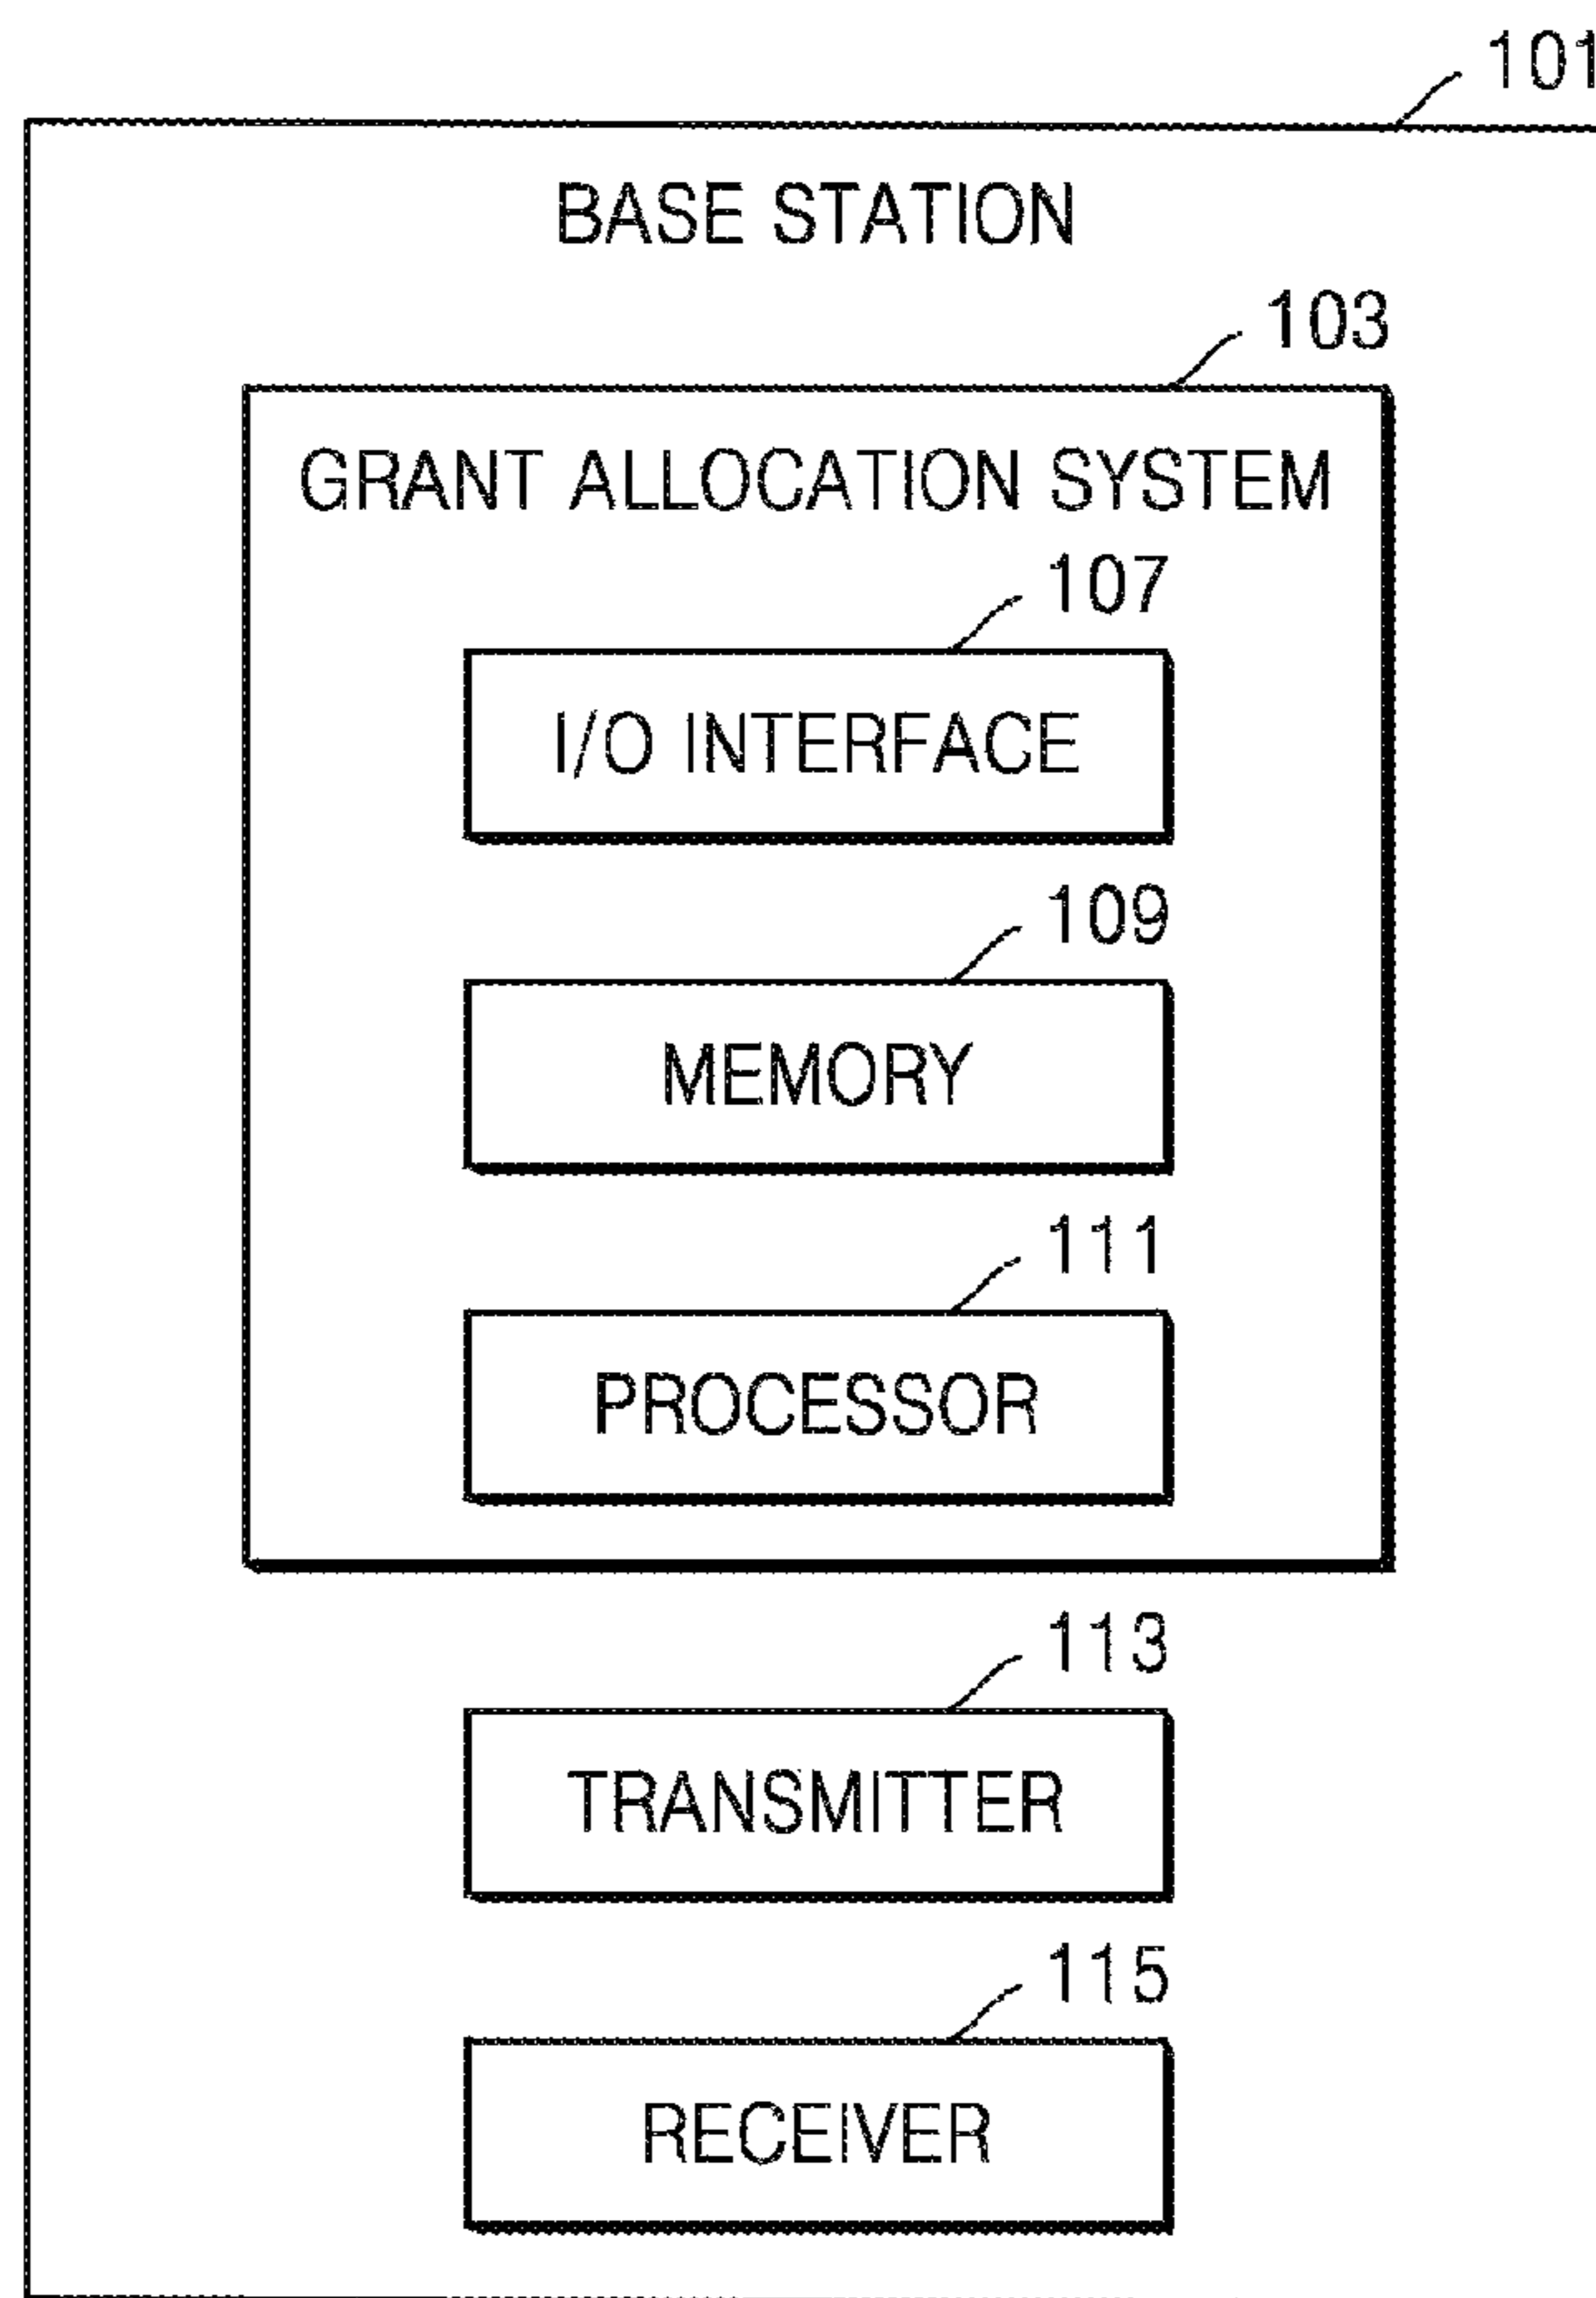 101
BASE STATION
103
GRANT ALLOCATION SYSTEM
107
I/O INTERFACE
109
MEMORY
111
PROCESSOR
113
TRANSMITTER
115
RECEIVER